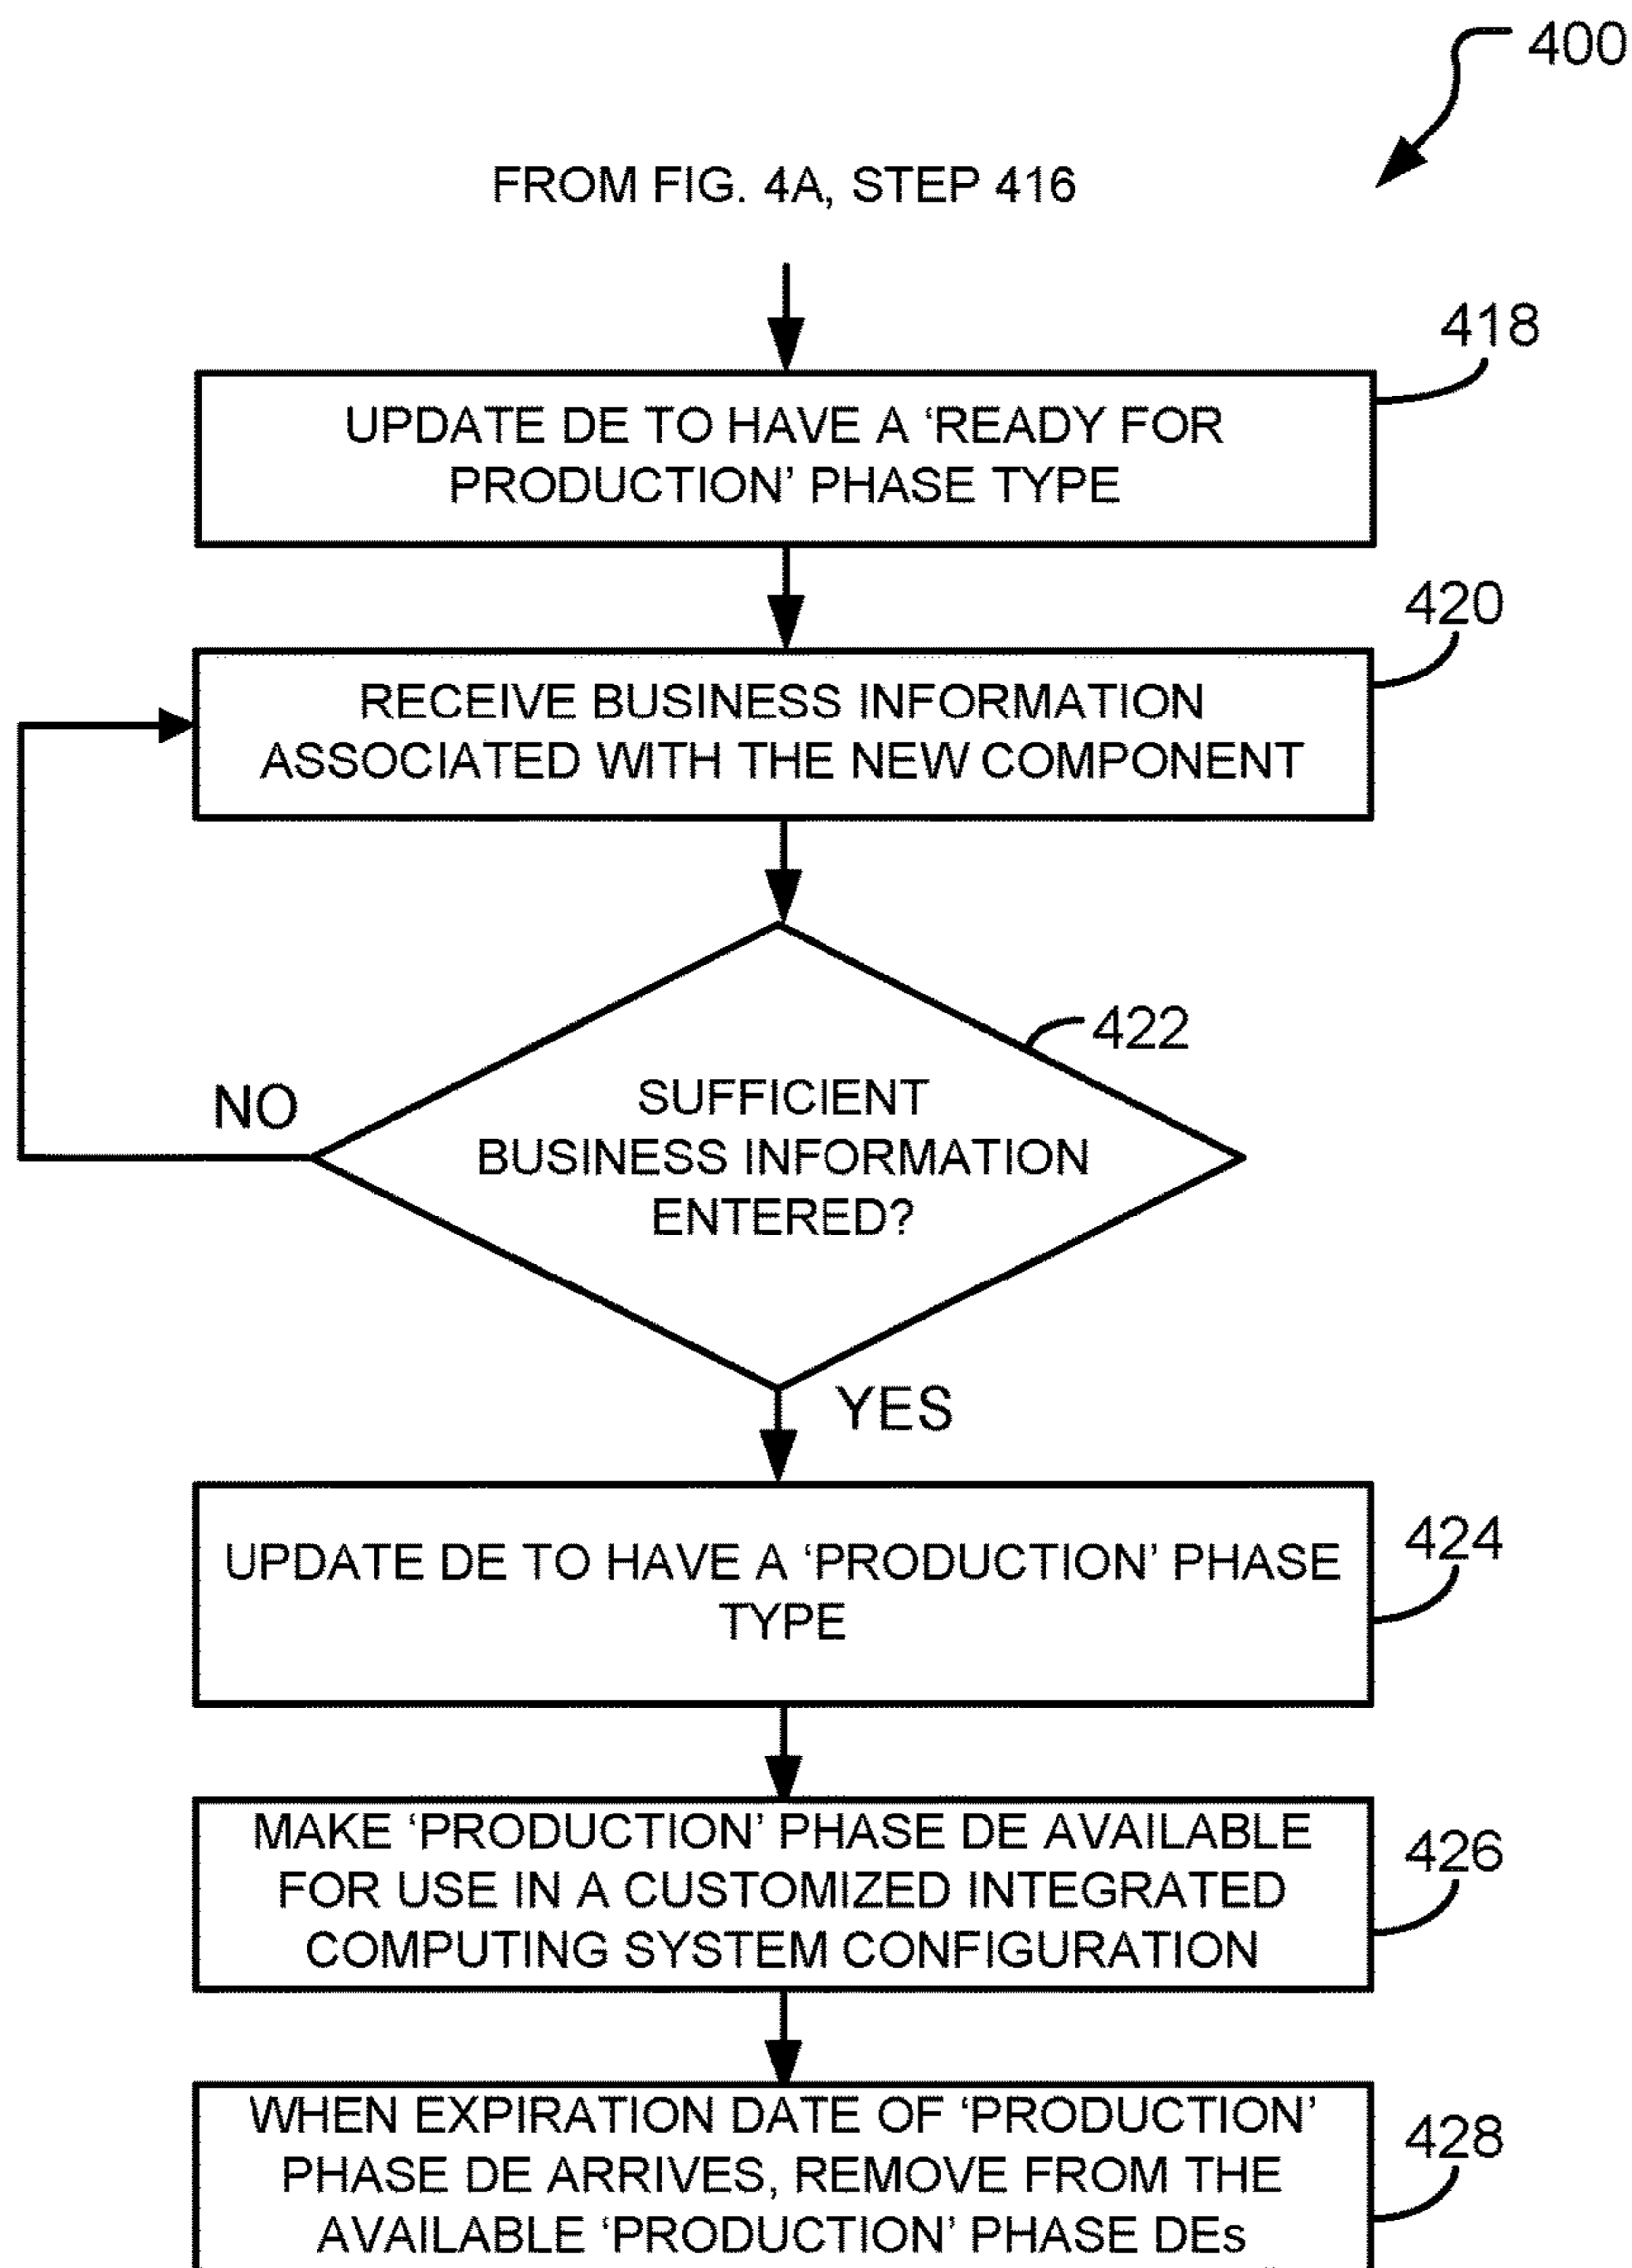 400
FROM FIG. 4A, STEP 416
418
UPDATE DE TO HAVE A ‘READY FOR
PRODUCTION’ PHASE TYPE
420
RECEIVE BUSINESS INFORMATION
ASSOCIATED WITH THE NEW COMPONENT
422
SUFFICIENT
BUSINESS INFORMATION
ENTERED?
NO
YES
424
UPDATE DE TO HAVE A ‘PRODUCTION’ PHASE
TYPE
426
MAKE ‘PRODUCTION’ PHASE DE AVAILABLE
FOR USE IN A CUSTOMIZED INTEGRATED
COMPUTING SYSTEM CONFIGURATION
428
WHEN EXPIRATION DATE OF ‘PRODUCTION’
PHASE DE ARRIVES, REMOVE FROM THE
AVAILABLE ‘PRODUCTION’ PHASE DEs